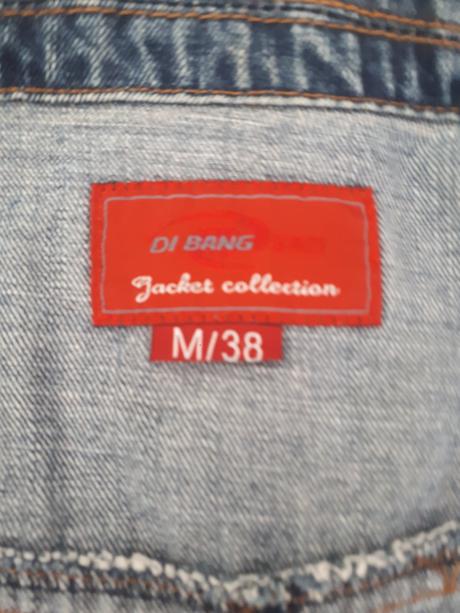 DI BANG
Jacket collection
M/38